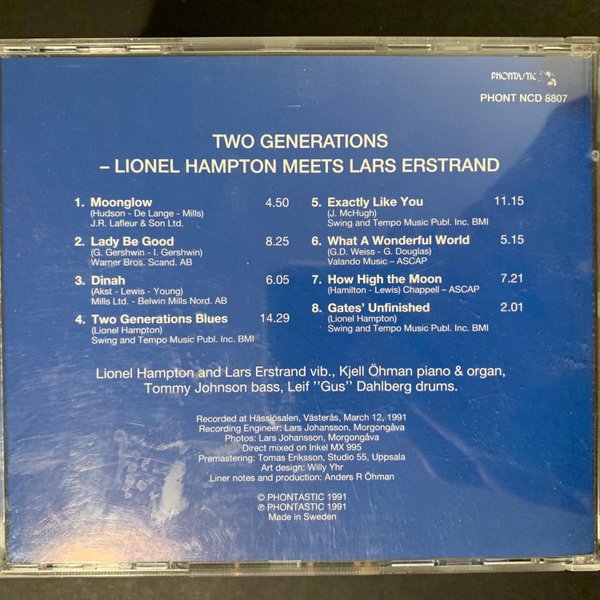 PHONTASTIC
PHONT NCD 8807
TWO GENERATIONS
– LIONEL HAMPTON MEETS LARS ERSTRAND
1. Moonglow 4.50
(Hudson - De Lange - Mills)
J.R. Lafleur & Son Ltd.
2. Lady Be Good 8.25
(G. Gershwin - I. Gershwin)
Warner Bros. Scand. AB
3. Dinah 6.05
(Akst - Lewis - Young)
Mills Ltd. - Belwin Mills Nord. AB
4. Two Generations Blues 14.29
(Lionel Hampton)
Swing and Tempo Music Publ. Inc. BMI
5. Exactly Like You 11.15
(J. McHugh)
Swing and Tempo Music Publ. Inc. BMI
6. What A Wonderful World 5.15
(G.D. Weiss - G. Douglas)
Valando Music – ASCAP
7. How High the Moon 7.21
(Hamilton - Lewis) Chappell – ASCAP
8. Gates' Unfinished 2.01
(Lionel Hampton)
Swing and Tempo Music Publ. Inc. BMI
Lionel Hampton and Lars Erstrand vib., Kjell Öhman piano & organ,
Tommy Johnson bass, Leif ''Gus'' Dahlberg drums.
Recorded at Hässlösalen, Västerås, March 12, 1991
Recording Engineer: Lars Johansson, Morgongåva
Photos: Lars Johansson, Morgongåva
Direct mixed on Inkel MX 995
Premastering: Tomas Eriksson, Studio 55, Uppsala
Art design: Willy Yhr
Liner notes and production: Anders R Öhman
© PHONTASTIC 1991
℗ PHONTASTIC 1991
Made in Sweden